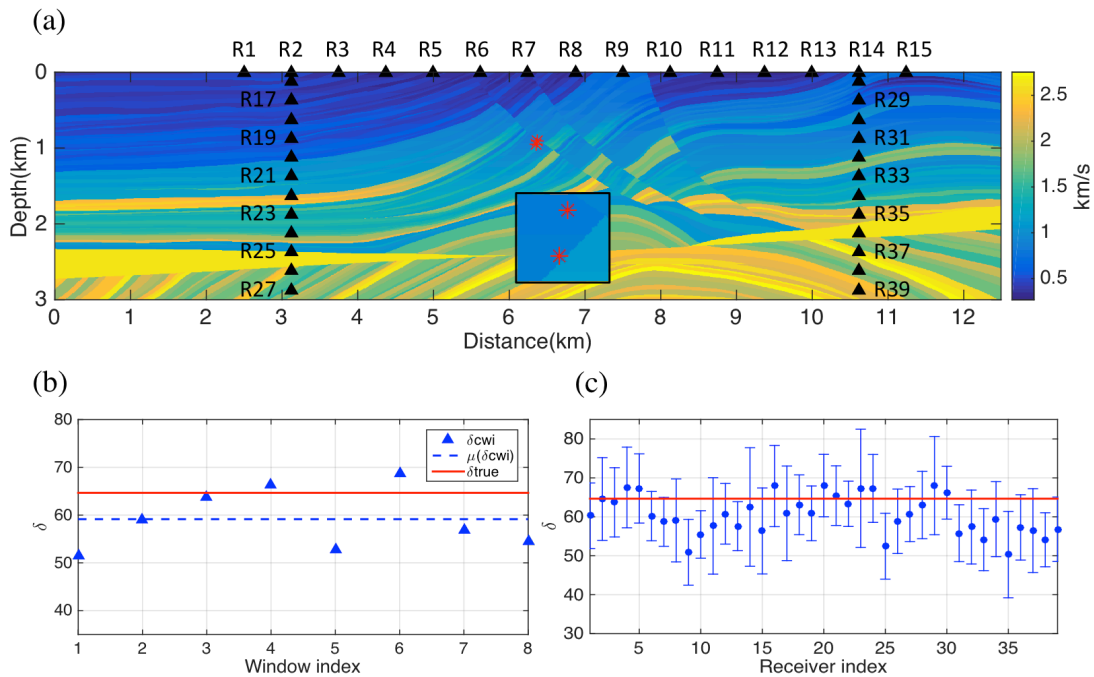 (a)
R1 R2 R3 R4 R5 R6 R7 R8 R9 R10 R11 R12 R13 R14 R15
0
R17 R29
R19 R31
1
R21 R33
R23 R35
2
R25 R37
R27 R39
3
Depth(km)
0 1 2 3 4 5 6 7 8 9 10 11 12
Distance(km)
2.5
2
1.5
1
0.5
km/s
(b)
80
70
60
50
40
δ
δcwi
μ(δcwi)
δtrue
1 2 3 4 5 6 7 8
Window index
(c)
80
70
60
50
40
30
δ
5 10 15 20 25 30 35
Receiver index